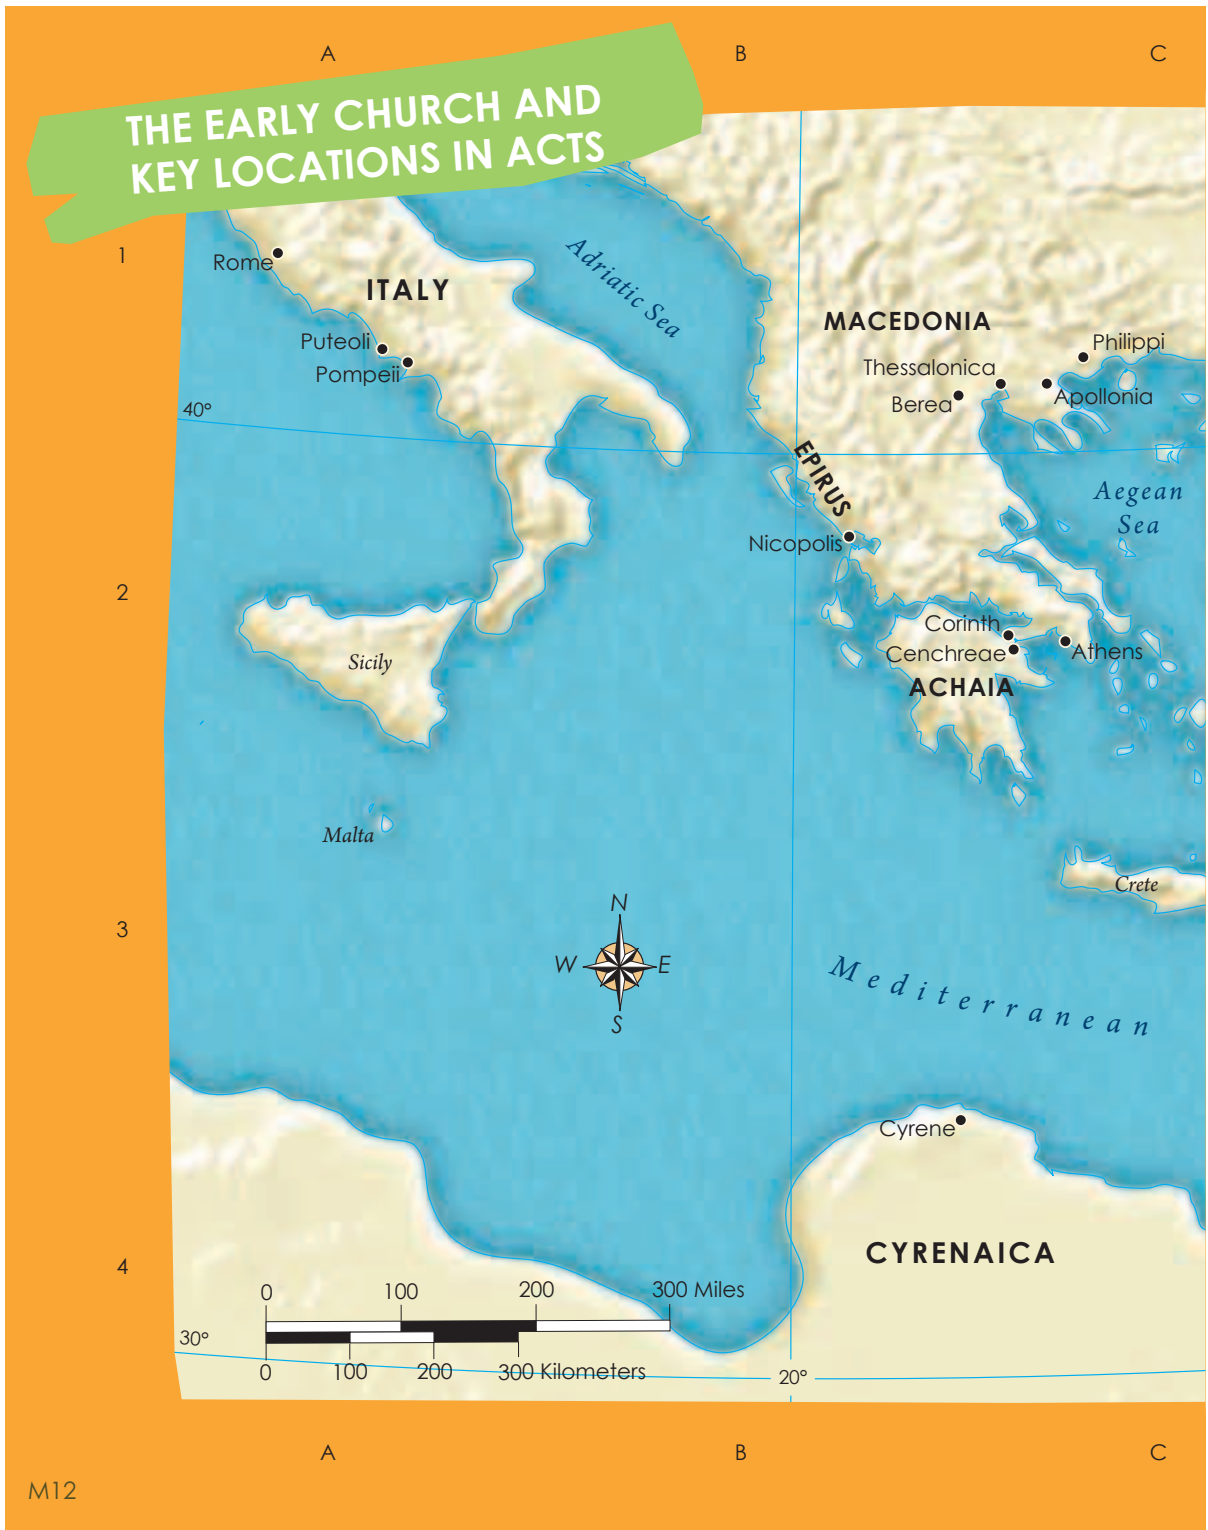 A
B
C
THE EARLY CHURCH AND
KEY LOCATIONS IN ACTS
1
Rome
ITALY
Adriatic Sea
MACEDONIA
Puteoli
Pompeii
Philippi
Thessalonica
Apollonia
Berea
40°
EPIRUS
Aegean
Sea
Nicopolis
2
Corinth
Cenchreae
Athens
Sicily
ACHAIA
Malta
Crete
3
N
W
E
S
Mediterranean
Cyrene
CYRENAICA
4
0 100 200 300 Miles
30°
0 100 200 300 Kilometers
20°
A
B
C
M12